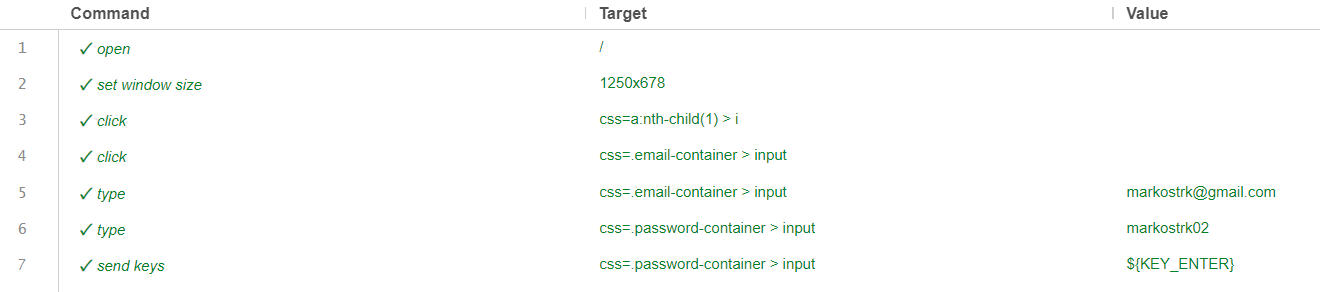 Command Target Value
1 ✓ open /
2 ✓ set window size 1250x678
3 ✓ click css=a:nth-child(1) > i
4 ✓ click css=.email-container > input
5 ✓ type css=.email-container > input markostrk@gmail.com
6 ✓ type css=.password-container > input markostrk02
7 ✓ send keys css=.password-container > input ${KEY_ENTER}